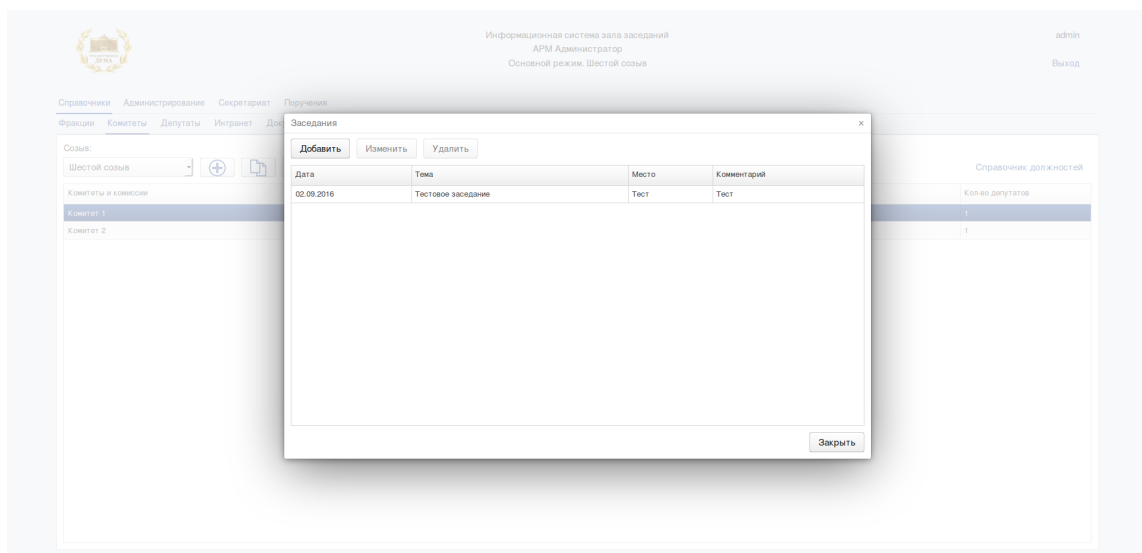 Информационная система зала заседаний
АРМ Администратор
Основной режим. Шестой созыв
admin
Выход
ДУМА
Справочники Администрирование Секретариат Поручения
Фракции Комитеты Депутаты Интранет
Созыв:
Шестой созыв
Справочник должностей
Комитеты и комиссии
Кол-во депутатов
Комитет 1
1
Комитет 2
1
Заседания
×
Добавить Изменить Удалить
Дата Тема Место Комментарий
02.09.2016 Тестовое заседание Тест Тест
Закрыть